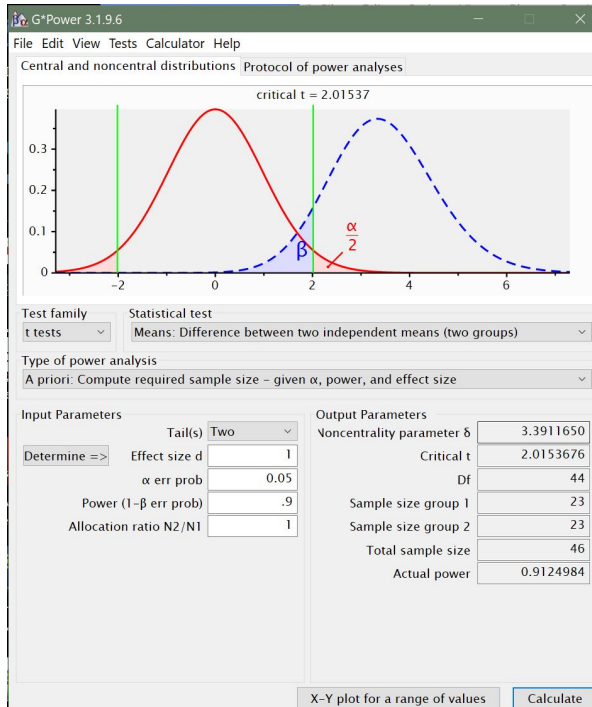 G*Power 3.1.9.6
File Edit View Tests Calculator Help
Central and noncentral distributions Protocol of power analyses
critical t = 2.01537
0.3
0.2
0.1
0
β
α
2
-2 0 2 4 6
Test family Statistical test
t tests Means: Difference between two independent means (two groups)
Type of power analysis
A priori: Compute required sample size – given α, power, and effect size
Input Parameters
Tail(s) Two
Determine => Effect size d 1
α err prob 0.05
Power (1-β err prob) .9
Allocation ratio N2/N1 1
Output Parameters
Noncentrality parameter δ 3.3911650
Critical t 2.0153676
Df 44
Sample size group 1 23
Sample size group 2 23
Total sample size 46
Actual power 0.9124984
X-Y plot for a range of values Calculate